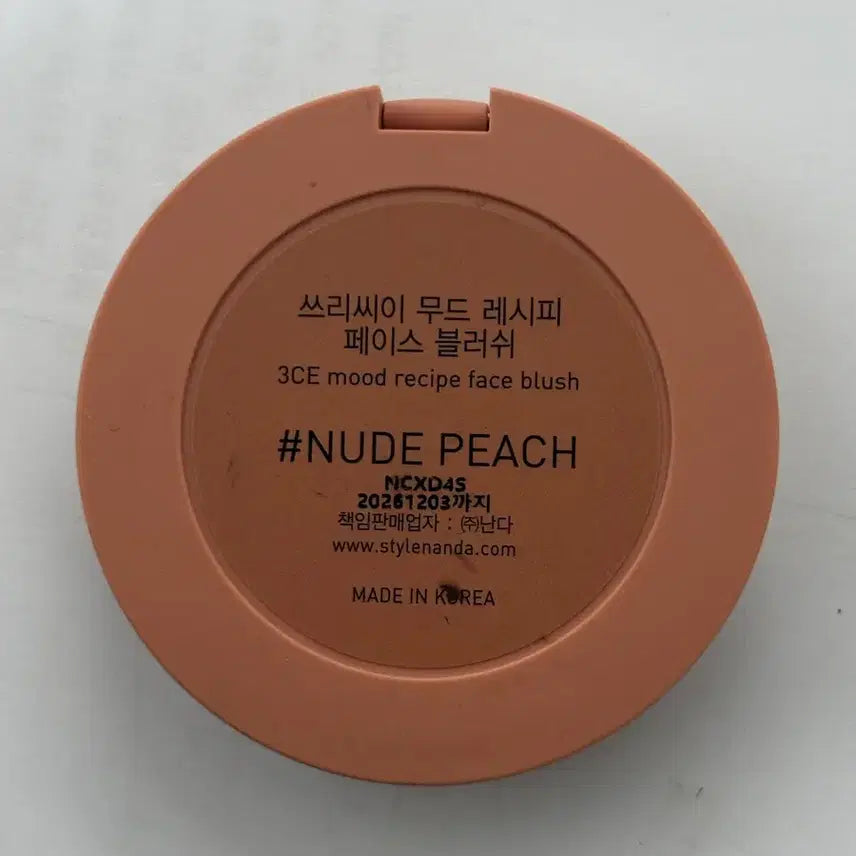 쓰리씨이 무드 레시피
페이스 블러쉬
3CE mood recipe face blush
#NUDE PEACH
NCXD4S
20261203까지
책임판매업자 : ㈜난다
www.stylenanda.com
MADE IN KOREA